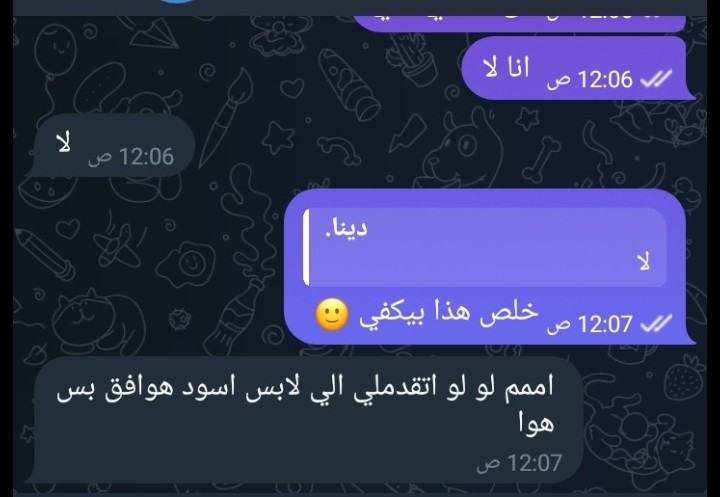 انا لا
12:06 ص
لا
12:06 ص
دينا.
لا
خلص هذا بيكفي 🙂
12:07 ص
اممم لو لو اتقدملي الي لابس اسود هوافق بس
هوا
12:07 ص